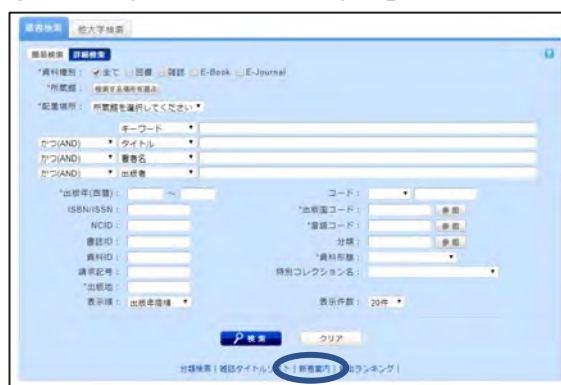 蔵書検索 他大学検索
簡易検索 詳細検索
*資料種別: 全て 図書 雑誌 E-Book E-Journal
*所蔵館: 検索する場所を選ぶ
*配置場所: 所蔵館を選択してください
キーワード
かつ(AND) タイトル
かつ(AND) 著者名
かつ(AND) 出版者
*出版年(西暦): ~ コード:
ISBN/ISSN: *出版国コード: 参照
NCID: *言語コード: 参照
書誌ID: 分類: 参照
資料ID: *資料形態:
請求記号: 特別コレクション名:
*出版地:
表示順: 出版年降順 表示件数: 20件
検索 クリア
分類検索 | 雑誌タイトルリスト | 新着案内 | 貸出ランキング |